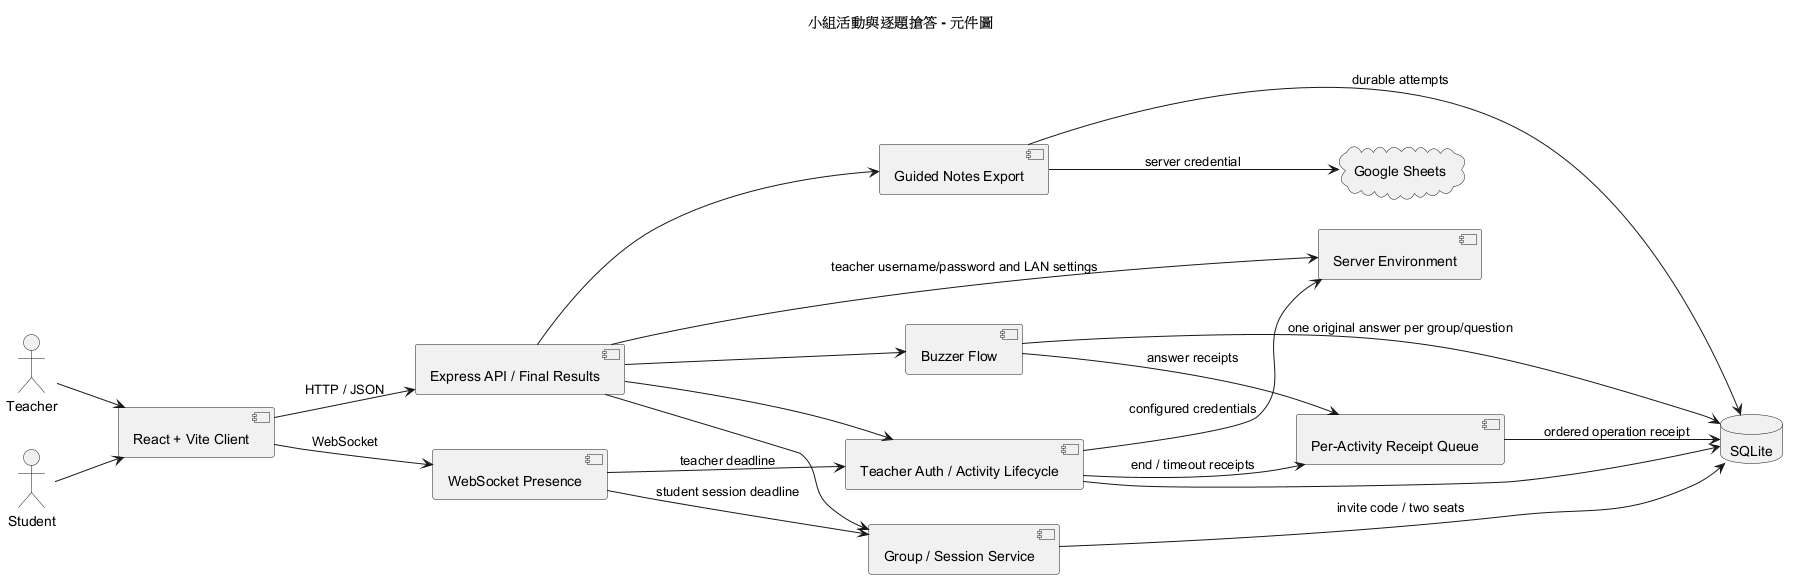 小組活動與逐題搶答 - 元件圖
durable attempts
server credential
Guided Notes Export
Google Sheets
teacher username/password and LAN settings
Server Environment
one original answer per group/question
Buzzer Flow
answer receipts
Express API / Final Results
HTTP / JSON
Teacher
configured credentials
React + Vite Client
WebSocket
ordered operation receipt
Per-Activity Receipt Queue
SQLite
teacher deadline
end / timeout receipts
Teacher Auth / Activity Lifecycle
WebSocket Presence
student session deadline
Student
invite code / two seats
Group / Session Service